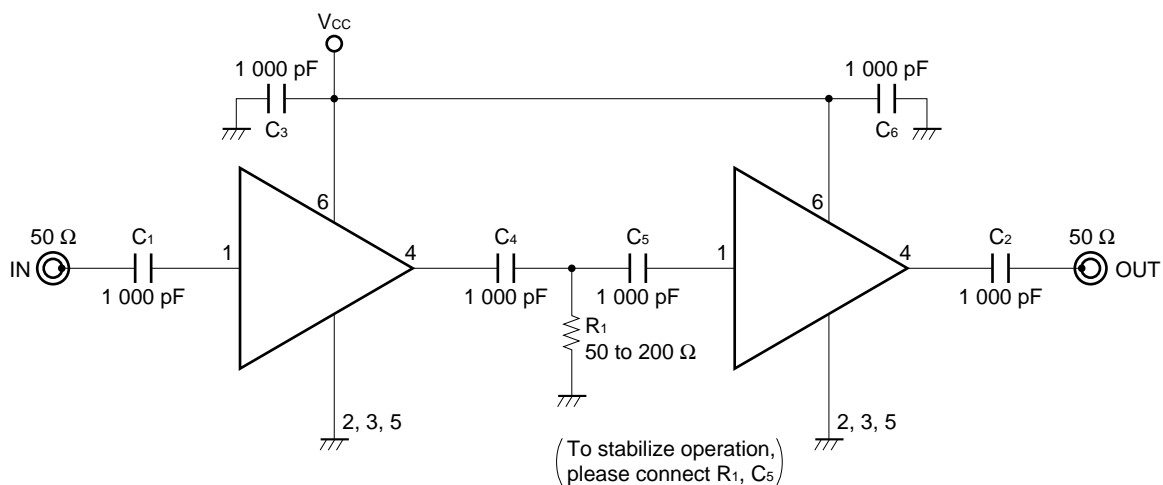 VCC
1 000 pF
1 000 pF
C3
C6
6
6
50 Ω
C1
1
4
C4
C5
1
4
C2
50 Ω
IN
OUT
1 000 pF
1 000 pF
1 000 pF
1 000 pF
R1
50 to 200 Ω
2, 3, 5
2, 3, 5
(To stabilize operation,
please connect R1, C5)